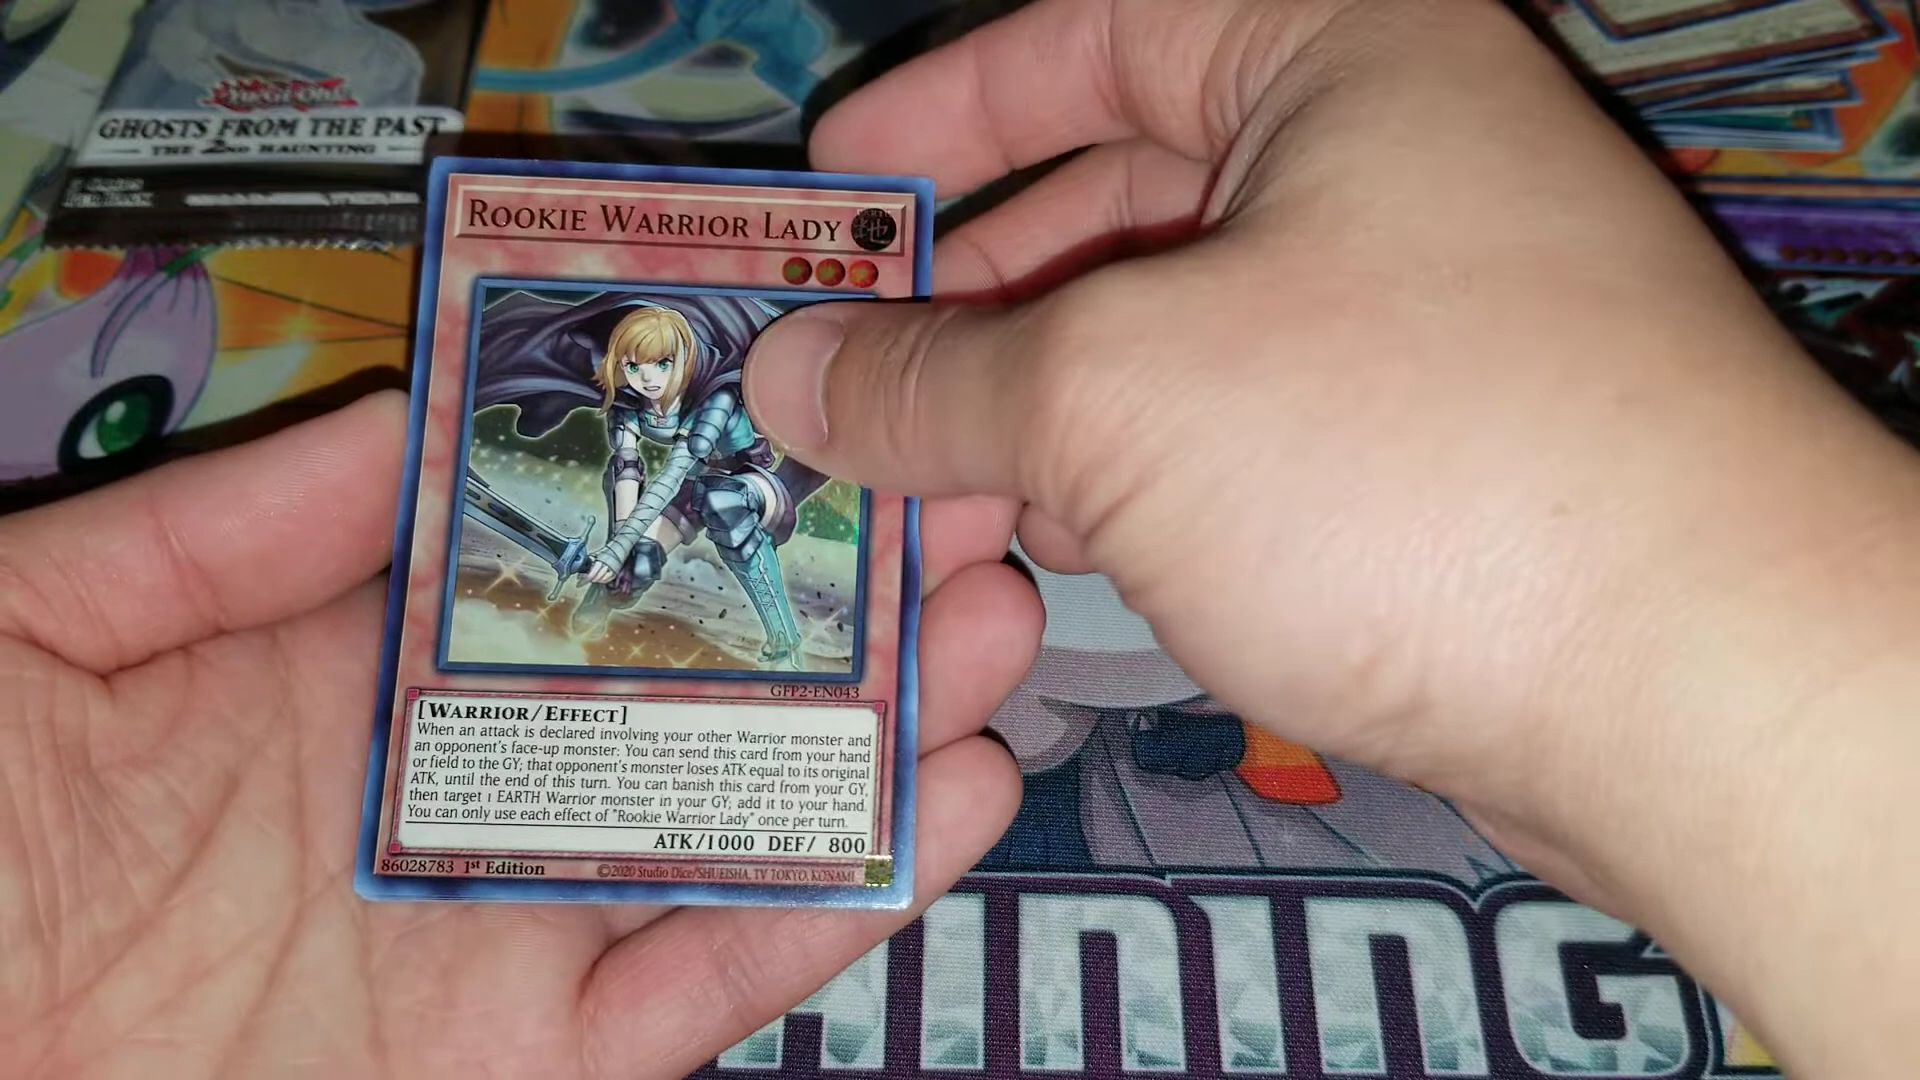 Yu-Gi-Oh!
GHOSTS FROM THE PAST
THE 2ND HAUNTING
ROOKIE WARRIOR LADY
地
GFP2-EN043
[WARRIOR/EFFECT]
When an attack is declared involving your other Warrior monster and
an opponent's face-up monster: You can send this card from your hand
or field to the GY; that opponent's monster loses ATK equal to its original
ATK, until the end of this turn. You can banish this card from your GY,
then target 1 EARTH Warrior monster in your GY; add it to your hand.
You can only use each effect of "Rookie Warrior Lady" once per turn.
ATK/1000 DEF/ 800
86028783 1st Edition ©2020 Studio Dice/SHUEISHA, TV TOKYO, KONAMI
HINING